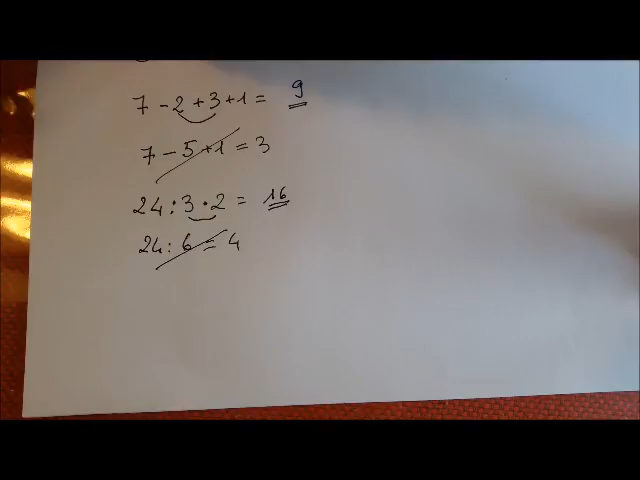 7 - 2 + 3 + 1 = 9
7 - 5 + 1 = 3
24 : 3 · 2 = 16
24 : 6 = 4